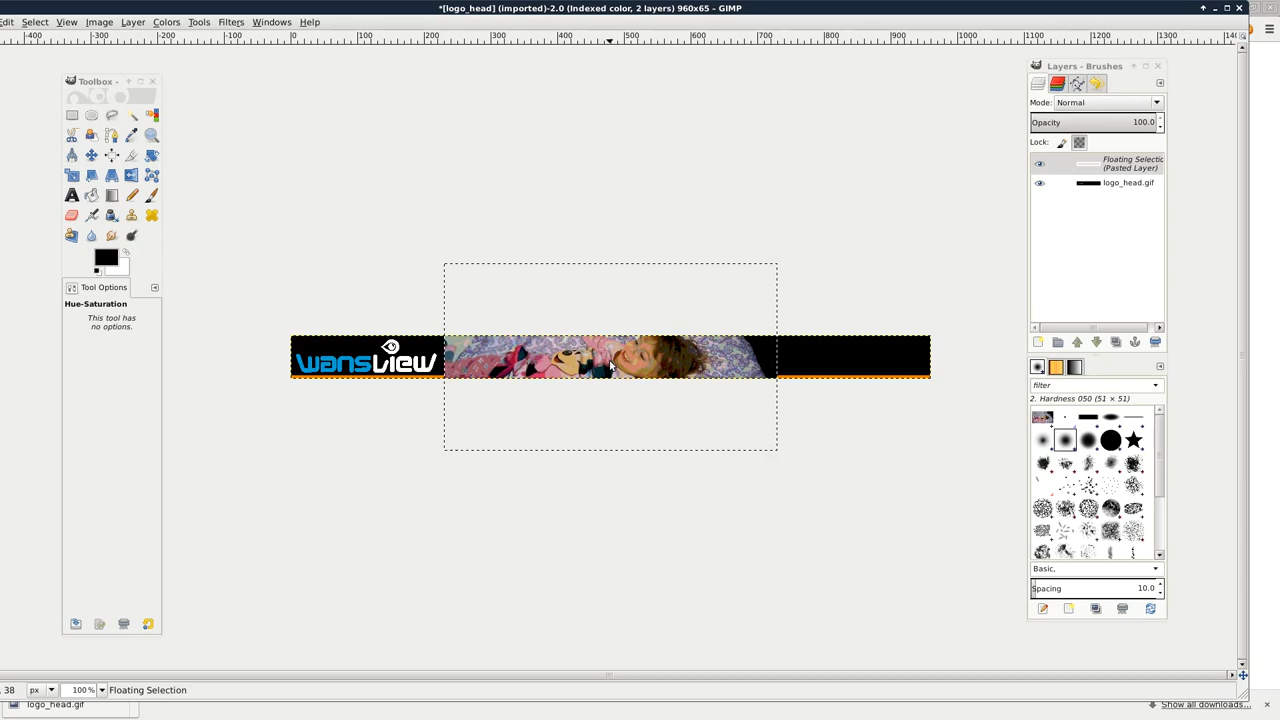 *[logo_head] (imported)-2.0 (Indexed color, 2 layers) 960x65 – GIMP
Edit Select View Image Layer Colors Tools Filters Windows Help
-400 -300 -200 -100 0 100 200 300 400 500 600 700 800 900 1000 1100 1200 1300
Toolbox -
Tool Options
Hue-Saturation
This tool has
no options.
wansview
Layers - Brushes
Mode: Normal
Opacity 100.0
Lock:
Floating Selectic
(Pasted Layer)
logo_head.gif
filter
2. Hardness 050 (51 × 51)
Basic,
Spacing 10.0
38 px 100 % Floating Selection
logo_head.gif
Show all downloads...